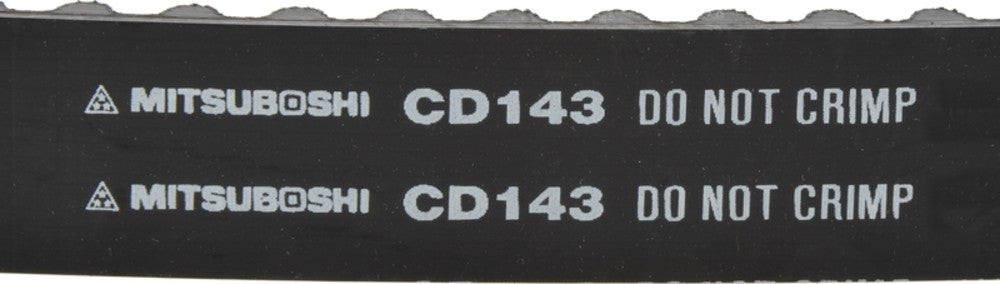 MITSUBOSHI CD143 DO NOT CRIMP
MITSUBOSHI CD143 DO NOT CRIMP